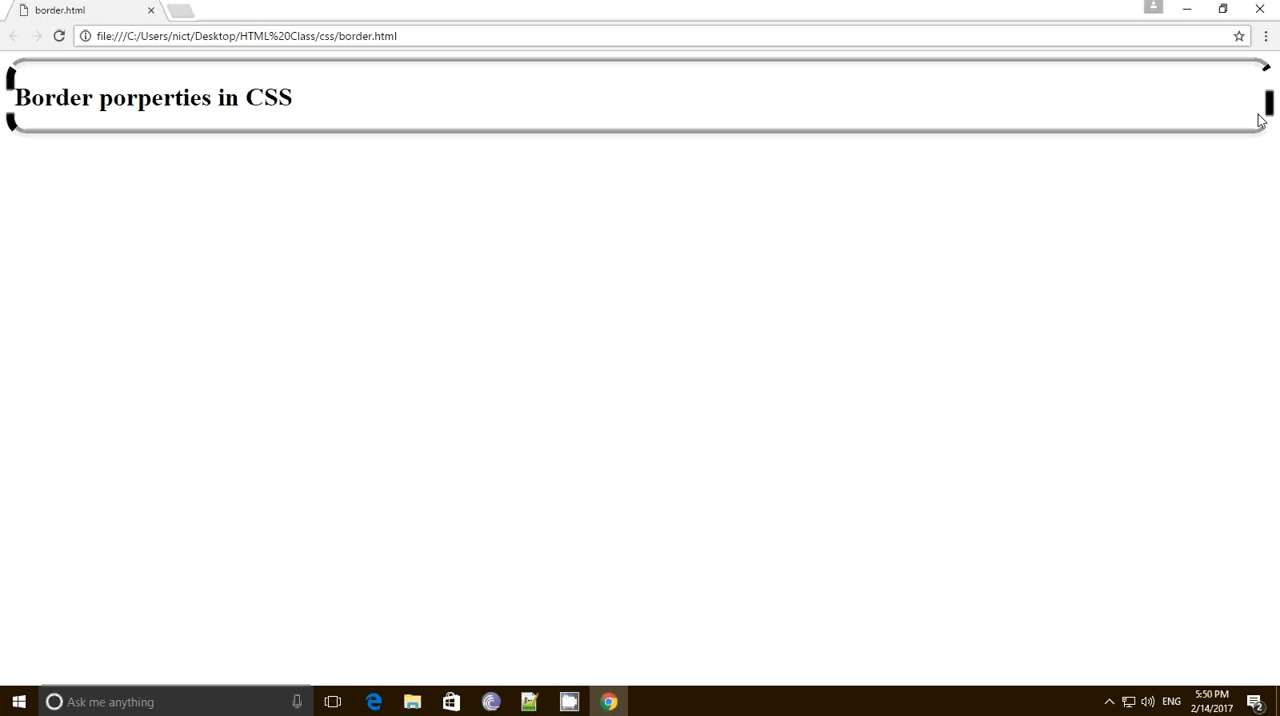 border.html
file:///C:/Users/nict/Desktop/HTML%20Class/css/border.html
Border porperties in CSS
Ask me anything
ENG
5:50 PM
2/14/2017
2